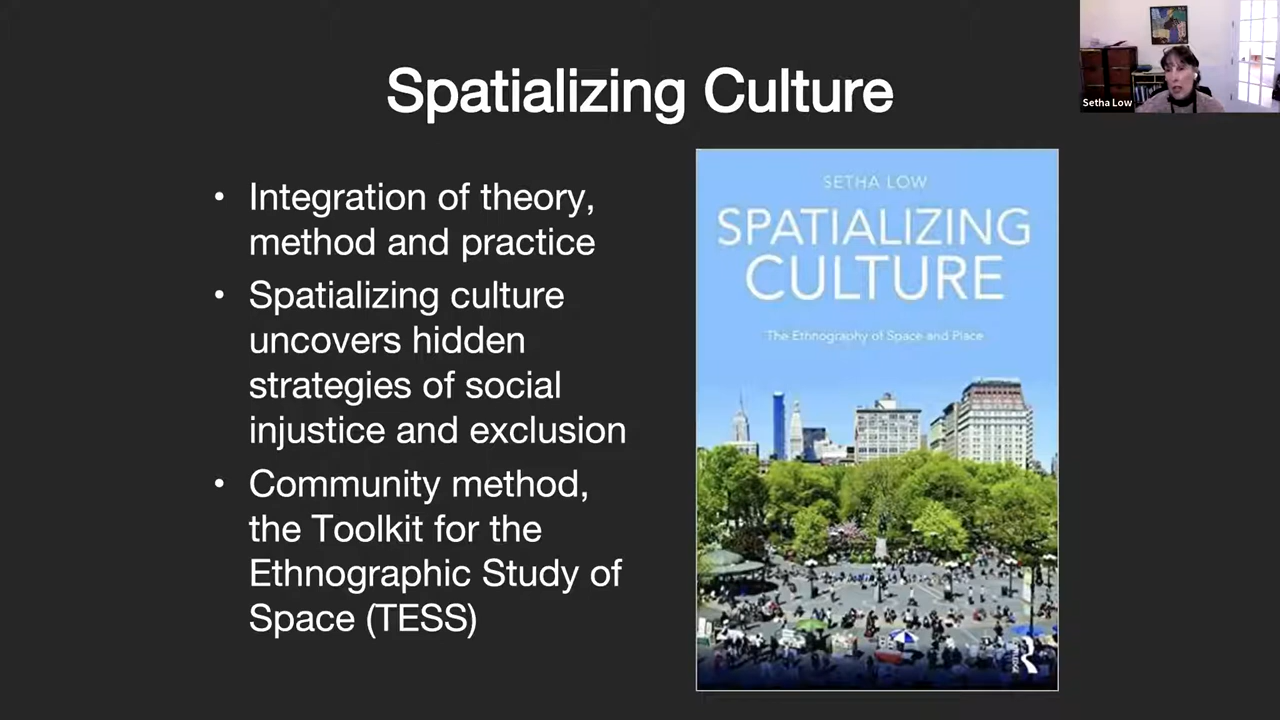 Spatializing Culture
Setha Low
• Integration of theory,
method and practice
• Spatializing culture
uncovers hidden
strategies of social
injustice and exclusion
• Community method,
the Toolkit for the
Ethnographic Study of
Space (TESS)
SETHA LOW
SPATIALIZING
CULTURE
The Ethnography of Space and Place
ROUTLEDGE